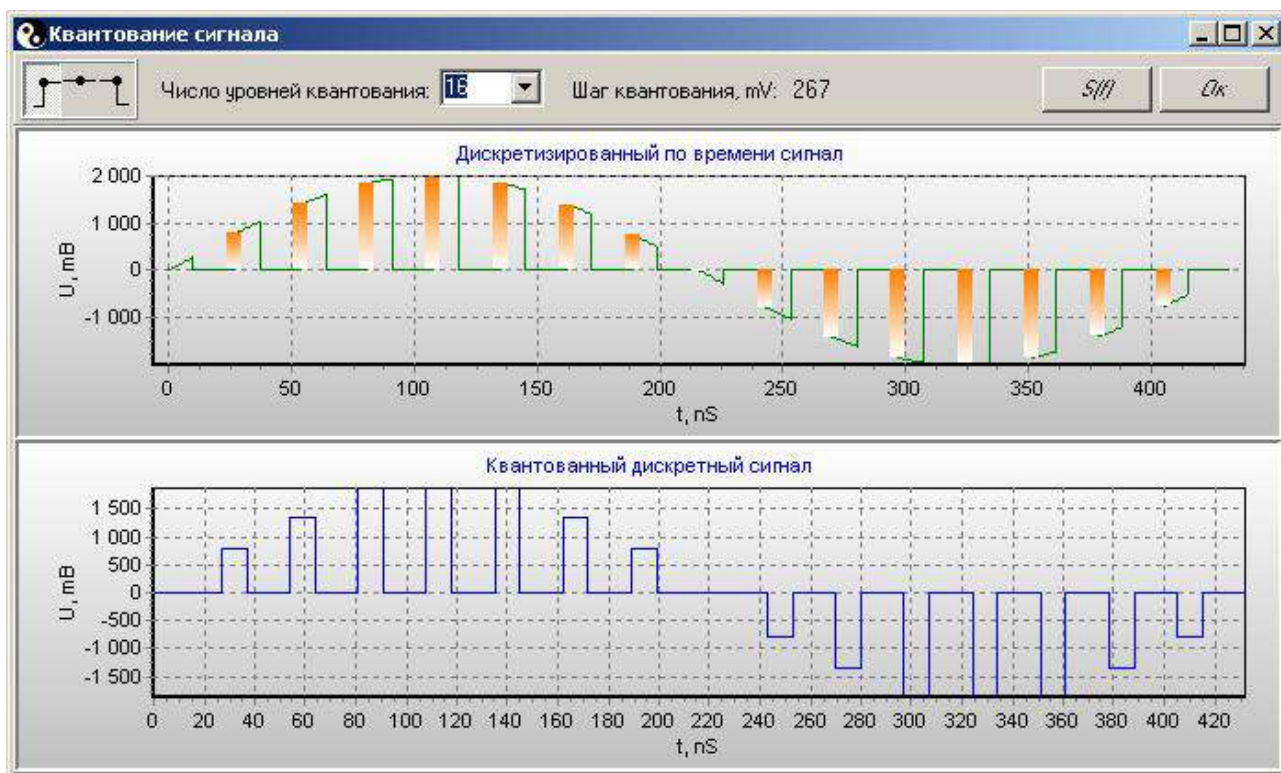 Квантование сигнала
Число уровней квантования: 16 Шаг квантования, mV: 267 S(f) Ок
Дискретизированный по времени сигнал
U, mB
2 000
1 000
0
-1 000
0 50 100 150 200 250 300 350 400
t, nS
Квантованный дискретный сигнал
U, mB
1 500
1 000
500
0
-500
-1 000
-1 500
0 20 40 60 80 100 120 140 160 180 200 220 240 260 280 300 320 340 360 380 400 420
t, nS